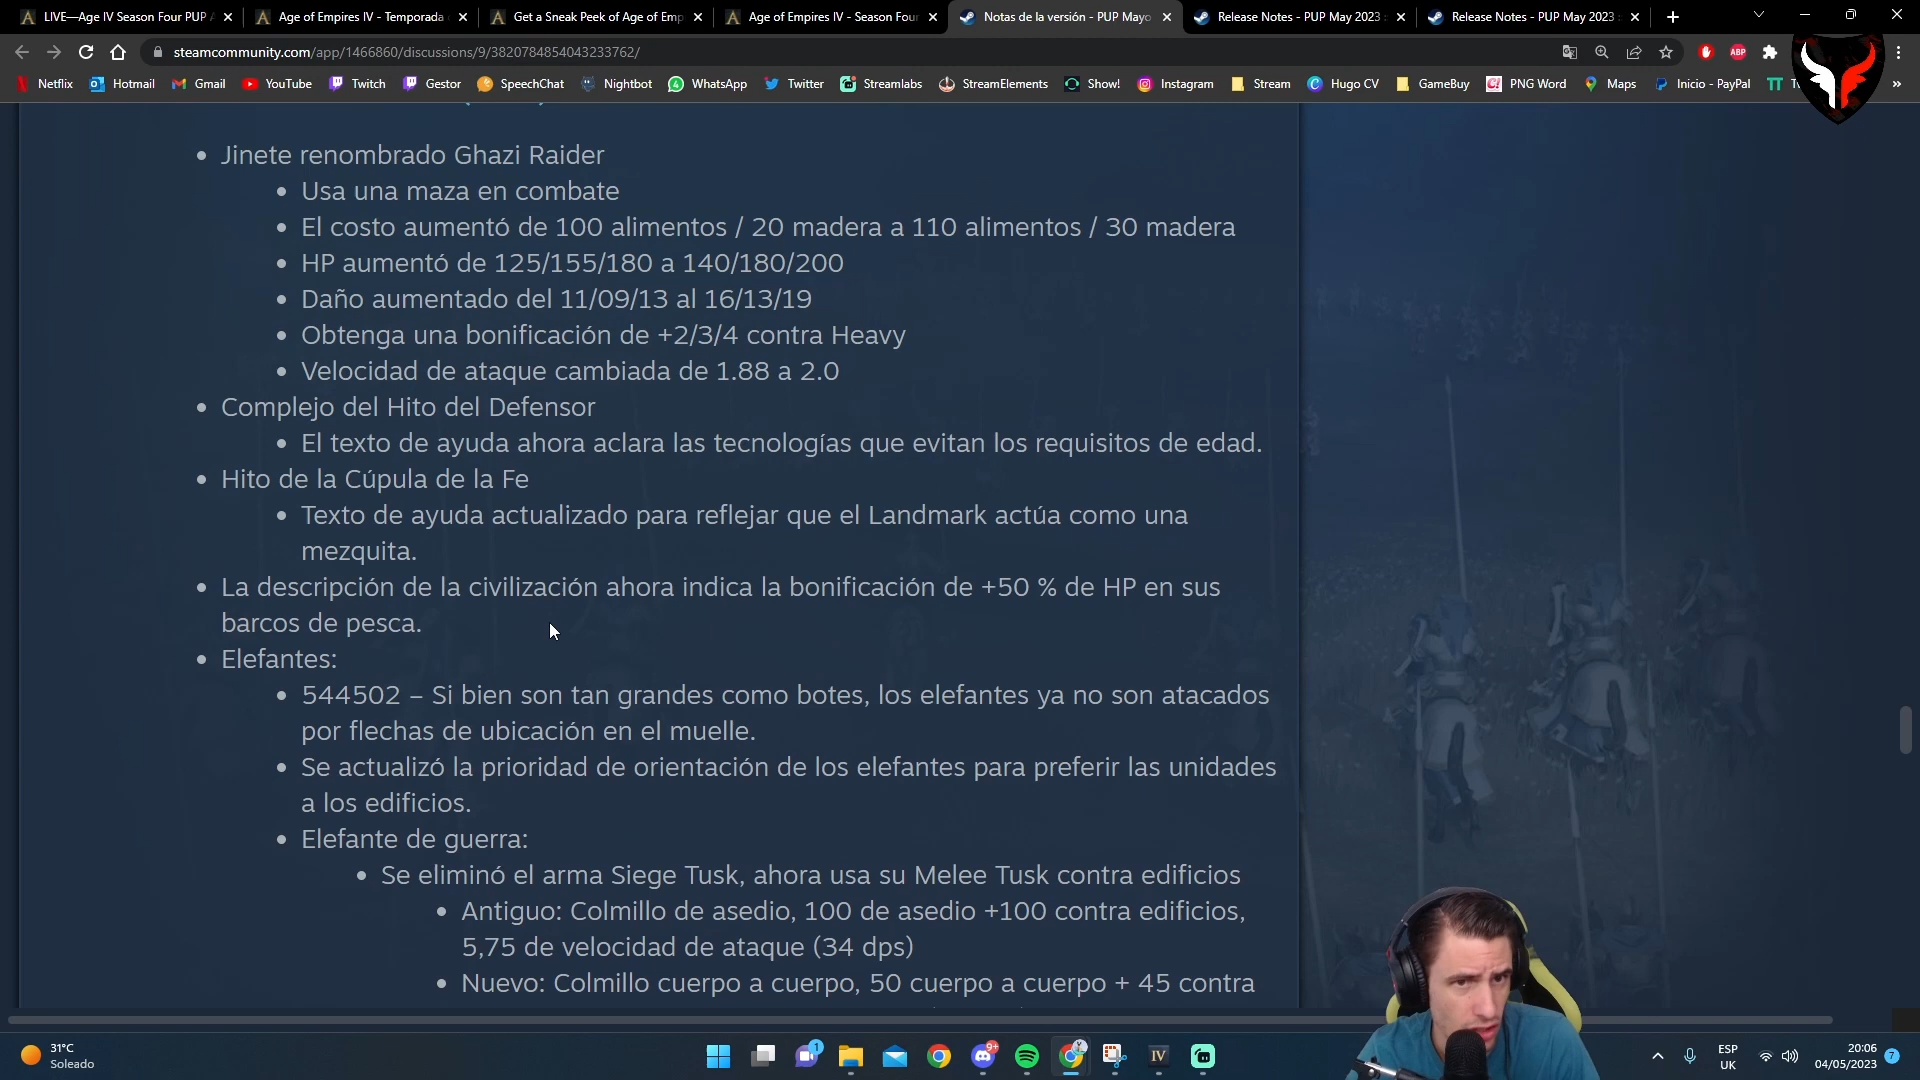 LIVE—Age IV Season Four PUP
Age of Empires IV - Temporada
Get a Sneak Peek of Age of Emp
Age of Empires IV - Season Four
Notas de la versión - PUP Mayo
Release Notes - PUP May 2023
Release Notes - PUP May 2023
steamcommunity.com/app/1466860/discussions/9/3820784854043233762/
ABP
Netflix Hotmail Gmail YouTube Twitch Gestor SpeechChat Nightbot WhatsApp Twitter Streamlabs StreamElements Show! Instagram Stream Hugo CV GameBuy PNG Word Maps Inicio - PayPal
Jinete renombrado Ghazi Raider
Usa una maza en combate
El costo aumentó de 100 alimentos / 20 madera a 110 alimentos / 30 madera
HP aumentó de 125/155/180 a 140/180/200
Daño aumentado del 11/09/13 al 16/13/19
Obtenga una bonificación de +2/3/4 contra Heavy
Velocidad de ataque cambiada de 1.88 a 2.0
Complejo del Hito del Defensor
El texto de ayuda ahora aclara las tecnologías que evitan los requisitos de edad.
Hito de la Cúpula de la Fe
Texto de ayuda actualizado para reflejar que el Landmark actúa como una
mezquita.
La descripción de la civilización ahora indica la bonificación de +50 % de HP en sus
barcos de pesca.
Elefantes:
544502 – Si bien son tan grandes como botes, los elefantes ya no son atacados
por flechas de ubicación en el muelle.
Se actualizó la prioridad de orientación de los elefantes para preferir las unidades
a los edificios.
Elefante de guerra:
Se eliminó el arma Siege Tusk, ahora usa su Melee Tusk contra edificios
Antiguo: Colmillo de asedio, 100 de asedio +100 contra edificios,
5,75 de velocidad de ataque (34 dps)
Nuevo: Colmillo cuerpo a cuerpo, 50 cuerpo a cuerpo + 45 contra
31°C
Soleado
1
9+
IV
ESP
UK
20:06
04/05/2023
7